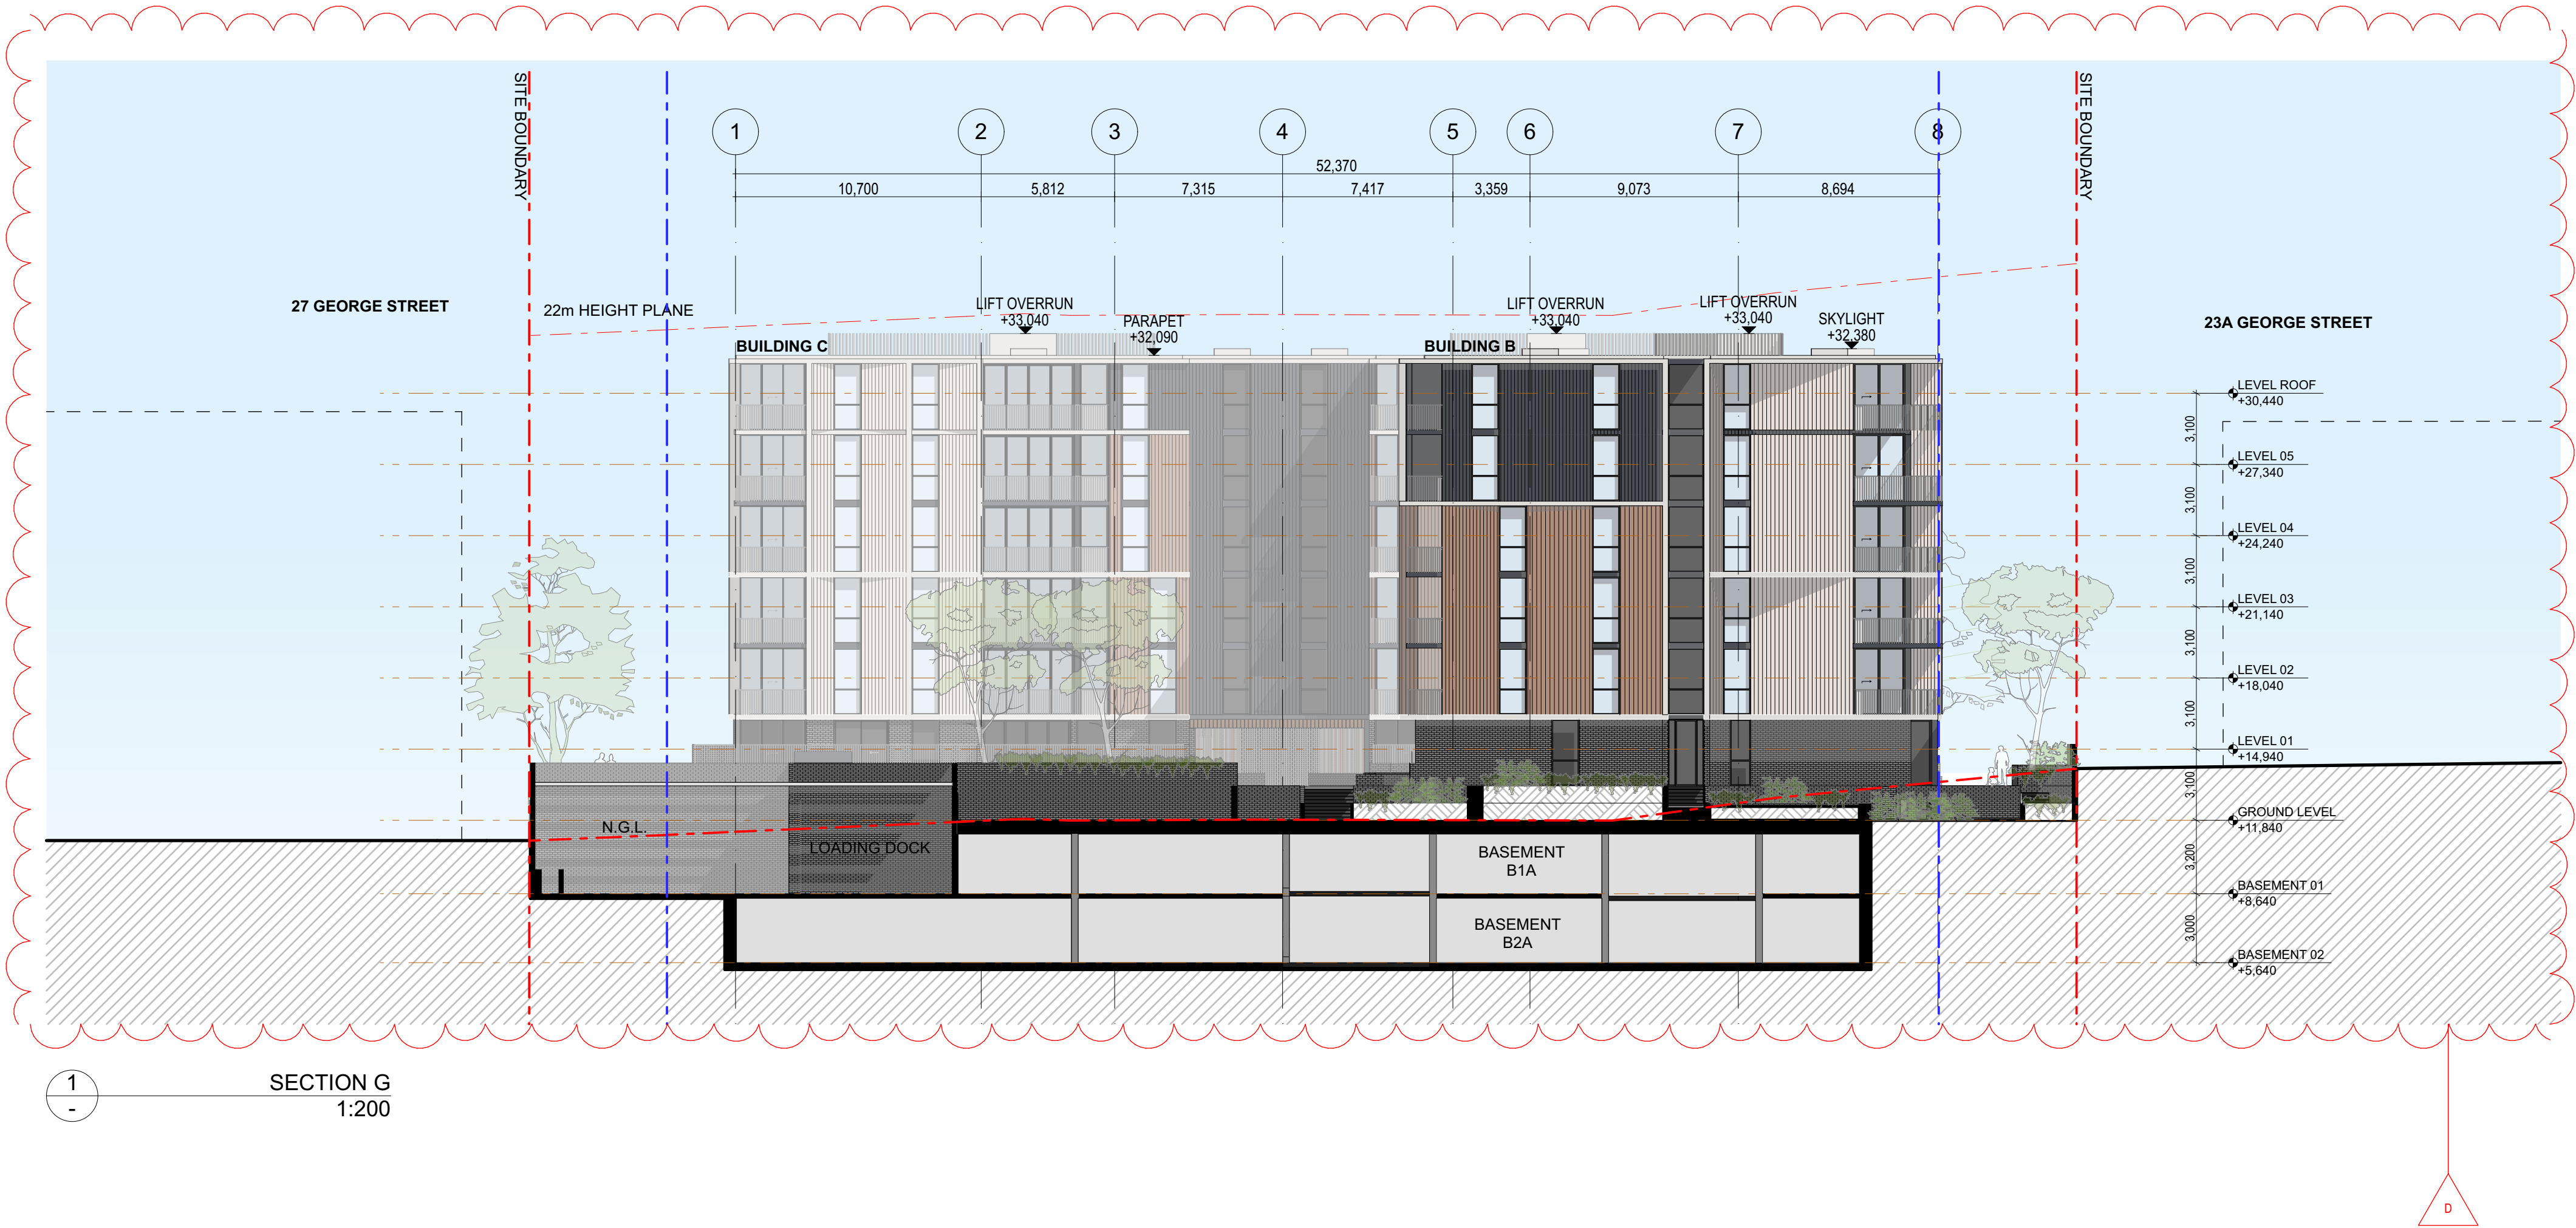 SITE BOUNDARY
SITE BOUNDARY
1
2
3
4
5
6
7
8
52,370
10,700
5,812
7,315
7,417
3,359
9,073
8,694
27 GEORGE STREET
22m HEIGHT PLANE
LIFT OVERRUN
+33,040
PARAPET
+32,090
LIFT OVERRUN
+33,040
LIFT OVERRUN
+33,040
SKYLIGHT
+32,380
23A GEORGE STREET
BUILDING C
BUILDING B
LEVEL ROOF
+30,440
3,100
LEVEL 05
+27,340
3,100
LEVEL 04
+24,240
3,100
LEVEL 03
+21,140
3,100
LEVEL 02
+18,040
3,100
LEVEL 01
+14,940
3,100
GROUND LEVEL
+11,840
3,200
BASEMENT 01
+8,640
3,000
BASEMENT 02
+5,640
N.G.L.
LOADING DOCK
BASEMENT
B1A
BASEMENT
B2A
1
-
SECTION G
1:200
D